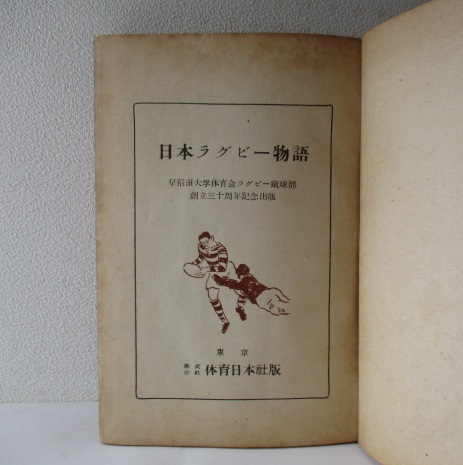 日本ラグビー物語
早稲田大学体育会ラグビー蹴球部
創立三十周年記念出版
東京
株式会社 体育日本社版